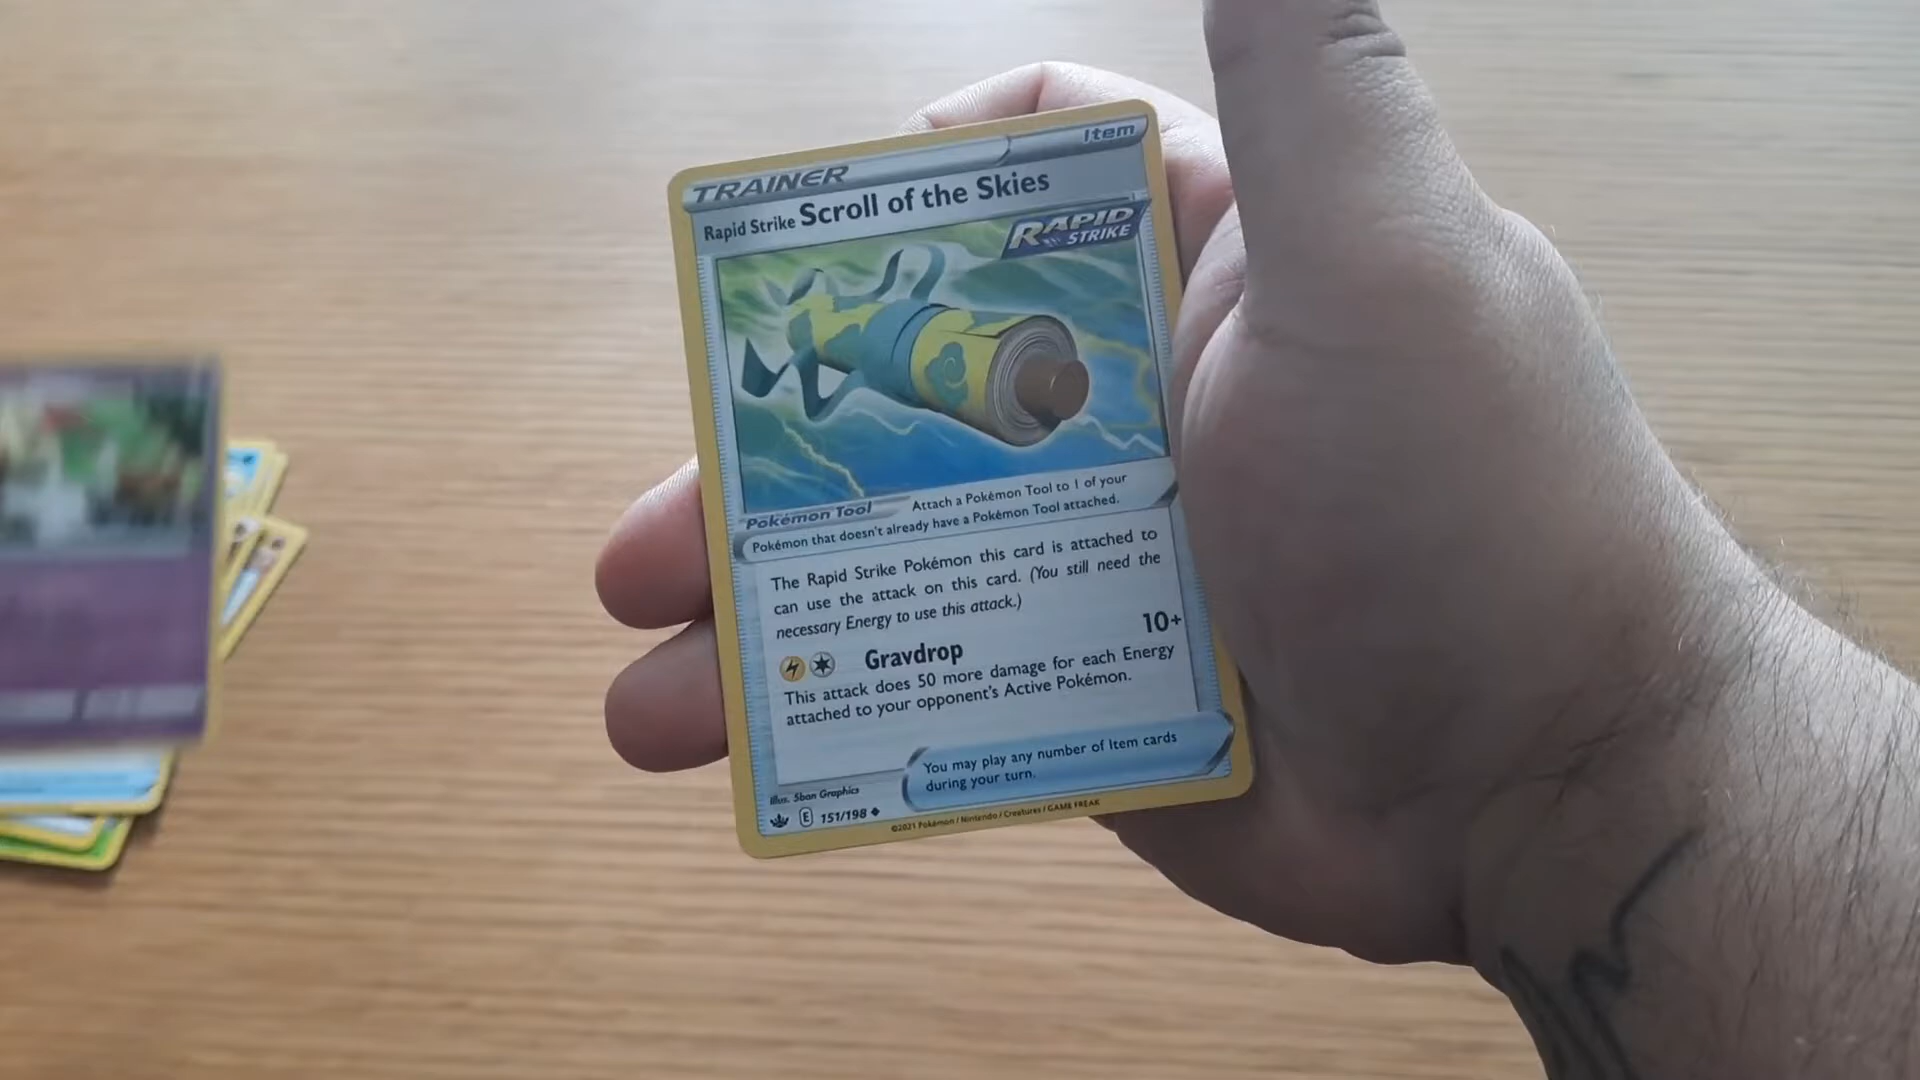 TRAINER
Item
Rapid Strike Scroll of the Skies
RAPID
STRIKE
Pokémon Tool
Attach a Pokémon Tool to 1 of your
Pokémon that doesn't already have a Pokémon Tool attached.
The Rapid Strike Pokémon this card is attached to
can use the attack on this card. (You still need the
necessary Energy to use this attack.)
Gravdrop 10+
This attack does 50 more damage for each Energy
attached to your opponent's Active Pokémon.
You may play any number of Item cards
during your turn.
Illus. Sban Graphics
E 151/198
©2021 Pokémon / Nintendo / Creatures / GAME FREAK